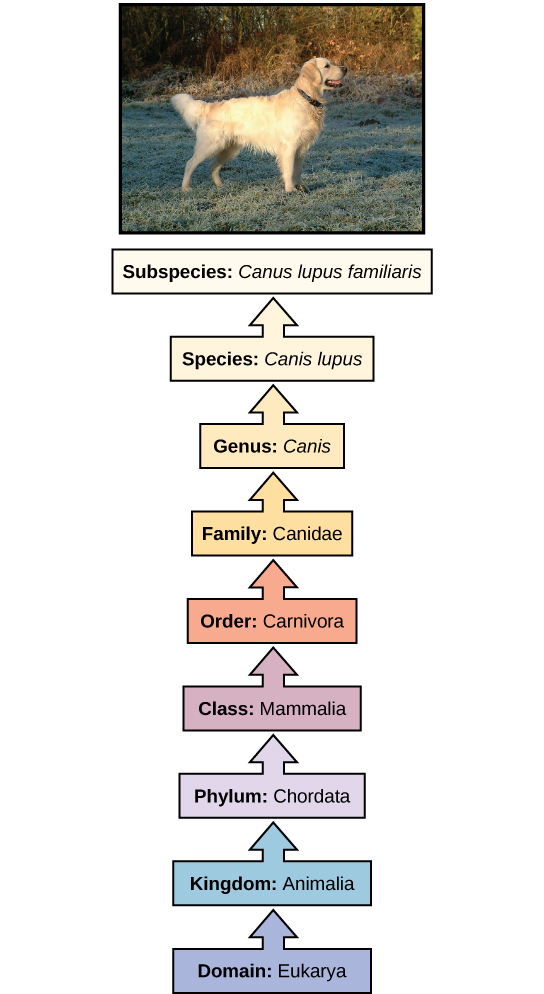 Subspecies: Canus lupus familiaris
Species: Canis lupus
Genus: Canis
Family: Canidae
Order: Carnivora
Class: Mammalia
Phylum: Chordata
Kingdom: Animalia
Domain: Eukarya